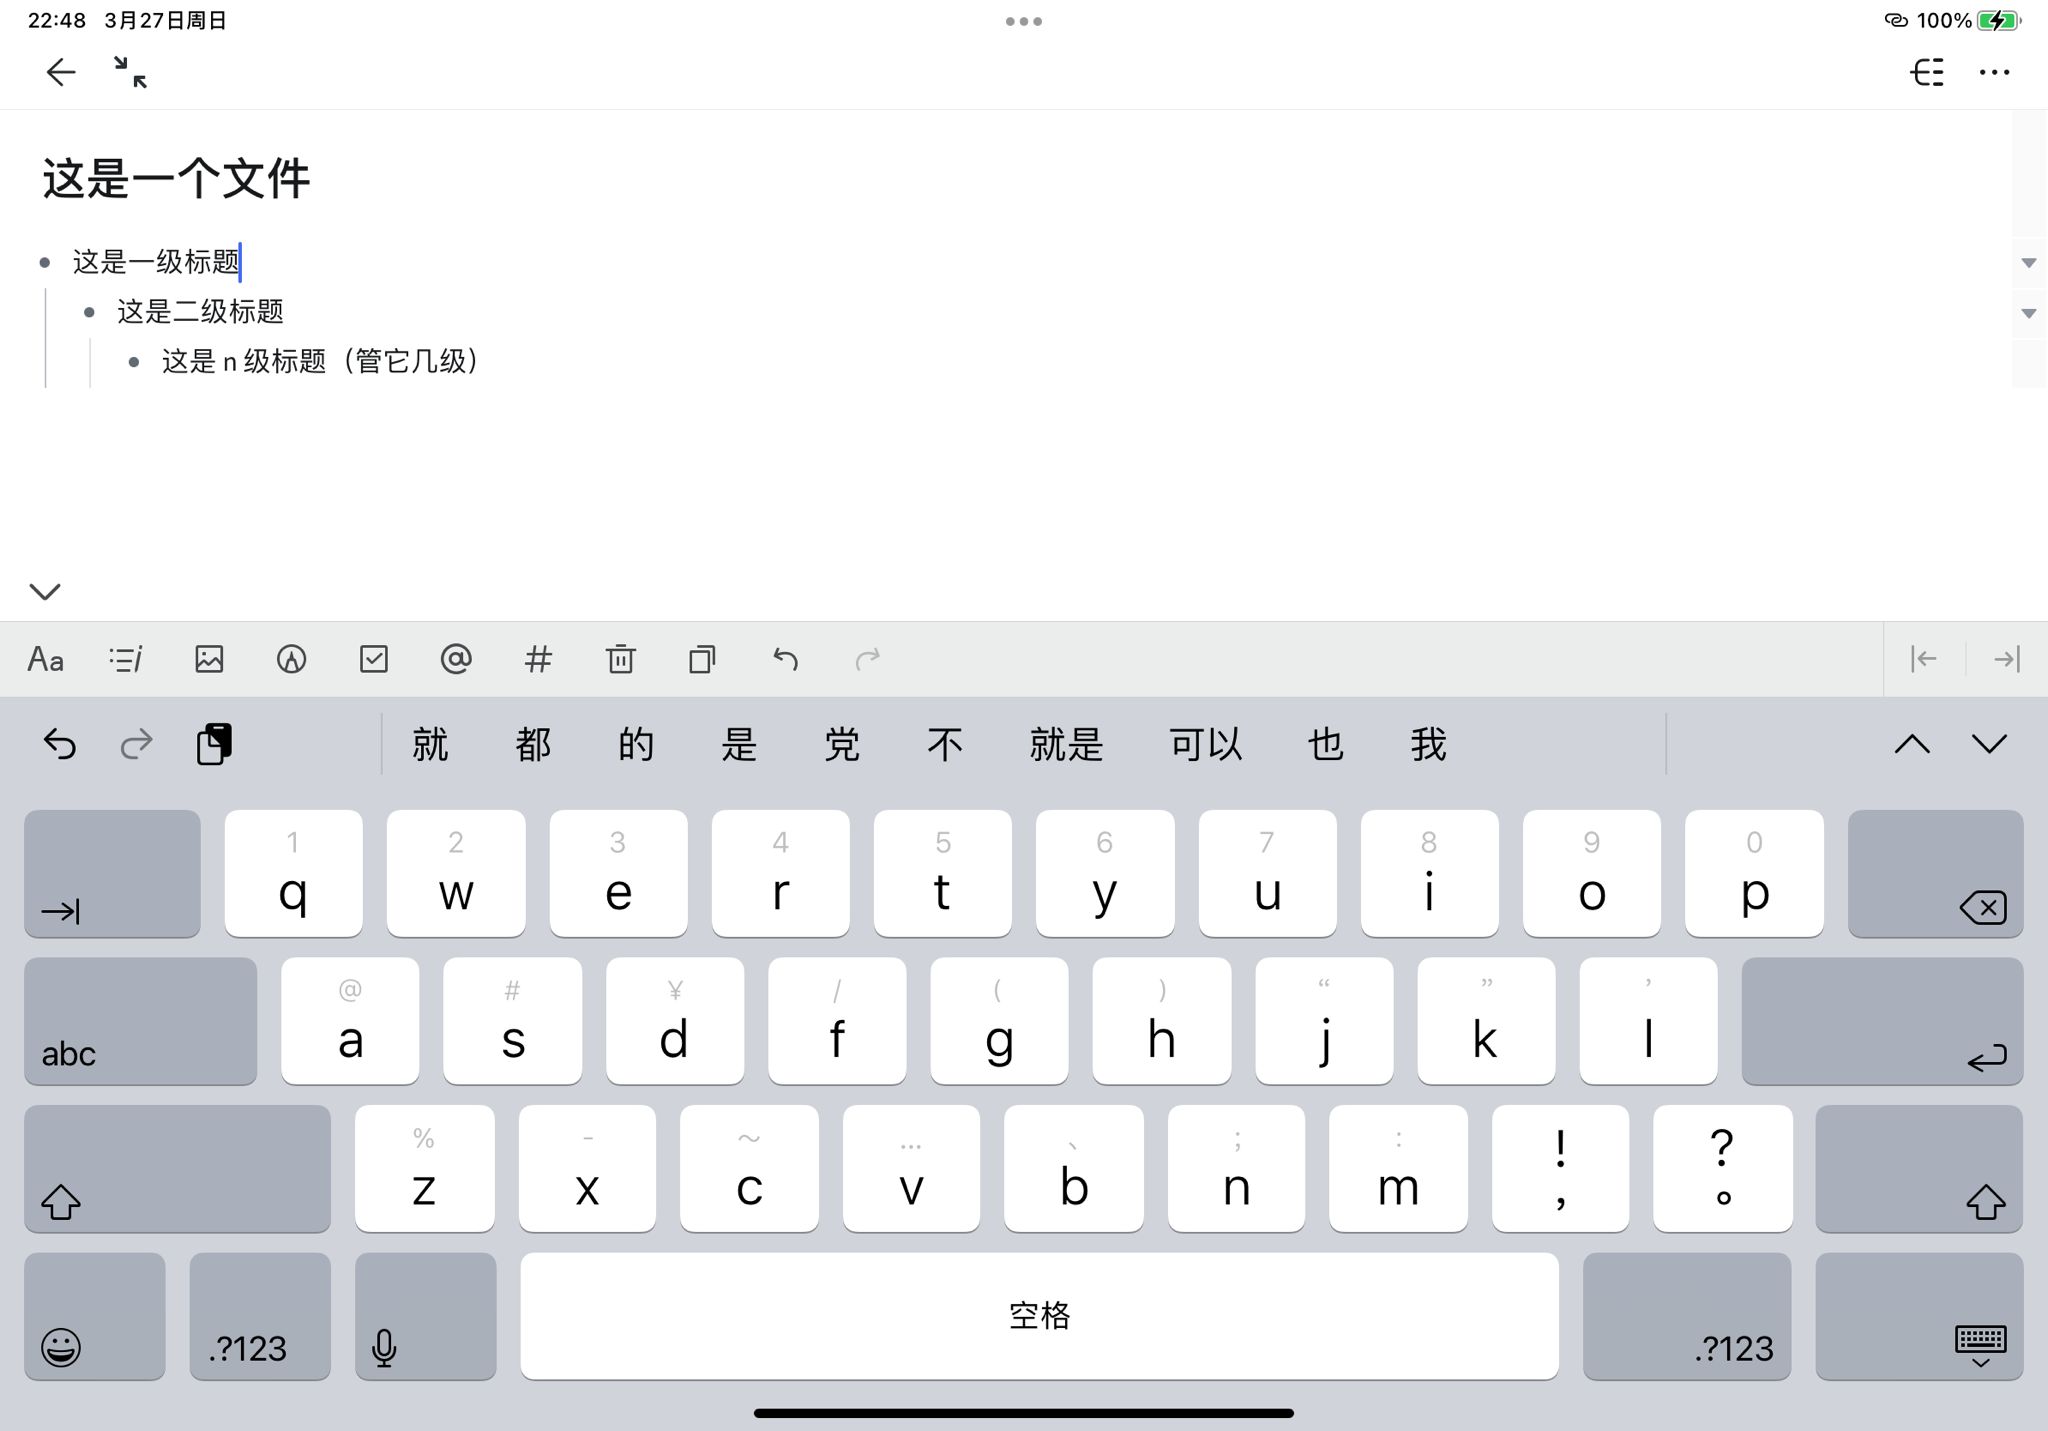 22:48 3月27日周日 100%
这是一个文件
这是一级标题
这是二级标题
这是 n 级标题（管它几级）
Aa @ #
就 都 的 是 党 不 就是 可以 也 我
1 2 3 4 5 6 7 8 9 0
q w e r t y u i o p
@ # ¥ / ( ) “ ” ’
abc a s d f g h j k l
% - ～ … 、 ; : ! ?
z x c v b n m , 。
.?123 空格 .?123